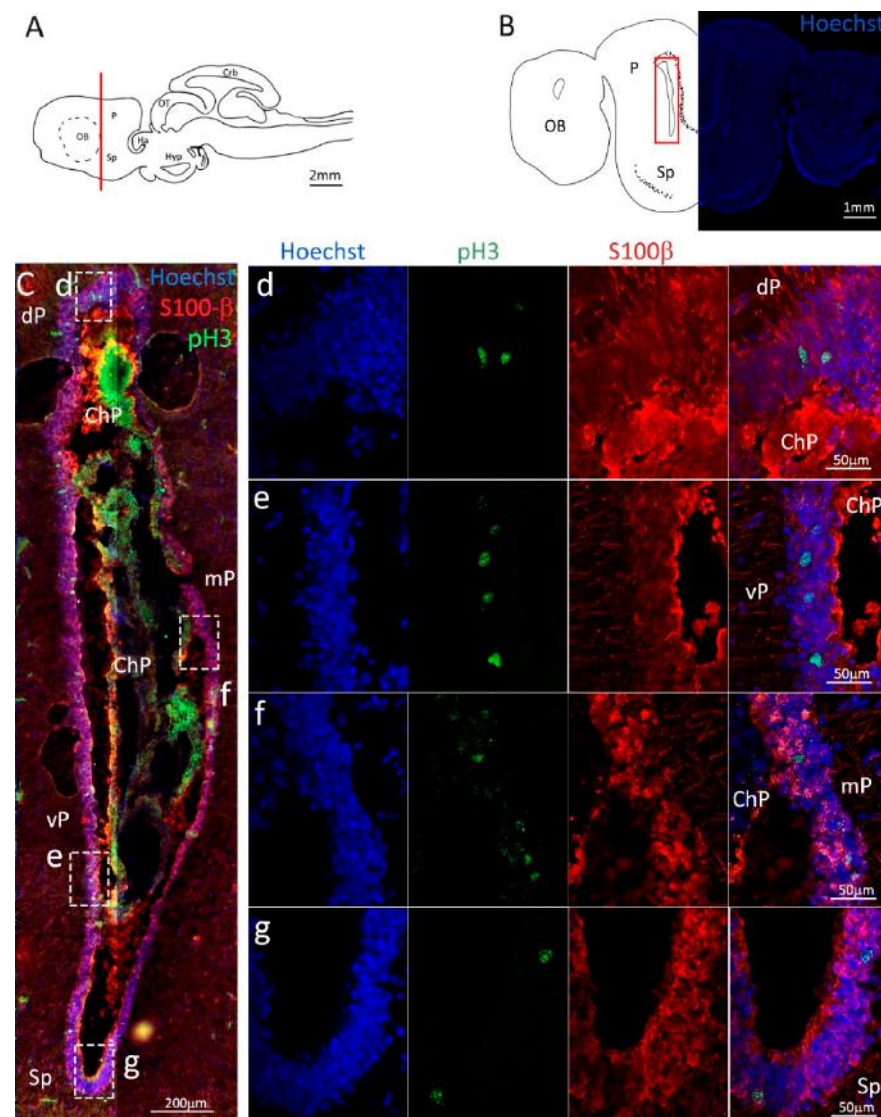 A
Crb
OT
P
OB
Ha
Sp
Hyp
2mm
B
Hoechst
P
OB
Sp
1mm
Hoechst
pH3
S100β
C
d
Hoechst
S100-β
pH3
dP
ChP
mP
ChP
f
vP
e
g
Sp
200μm
d
dP
ChP
50μm
e
ChP
vP
50μm
f
ChP
mP
50μm
g
Sp
50μm